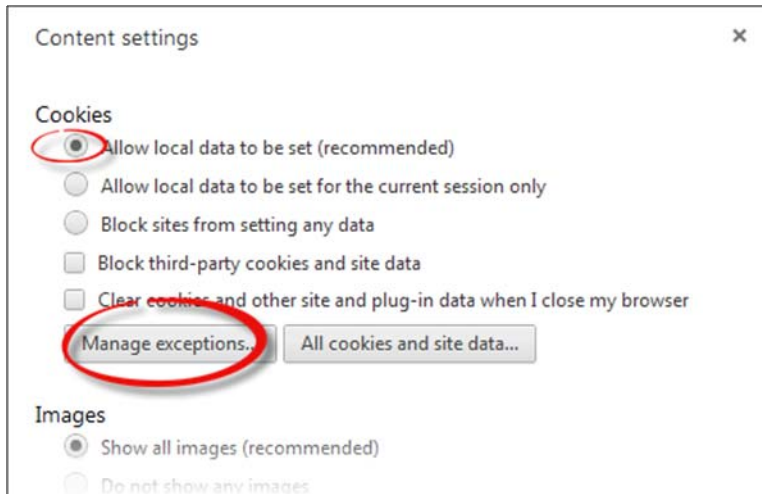 Content settings
Cookies
Allow local data to be set (recommended)
Allow local data to be set for the current session only
Block sites from setting any data
Block third-party cookies and site data
Clear cookies and other site and plug-in data when I close my browser
Manage exceptions... All cookies and site data...
Images
Show all images (recommended)
Do not show any images